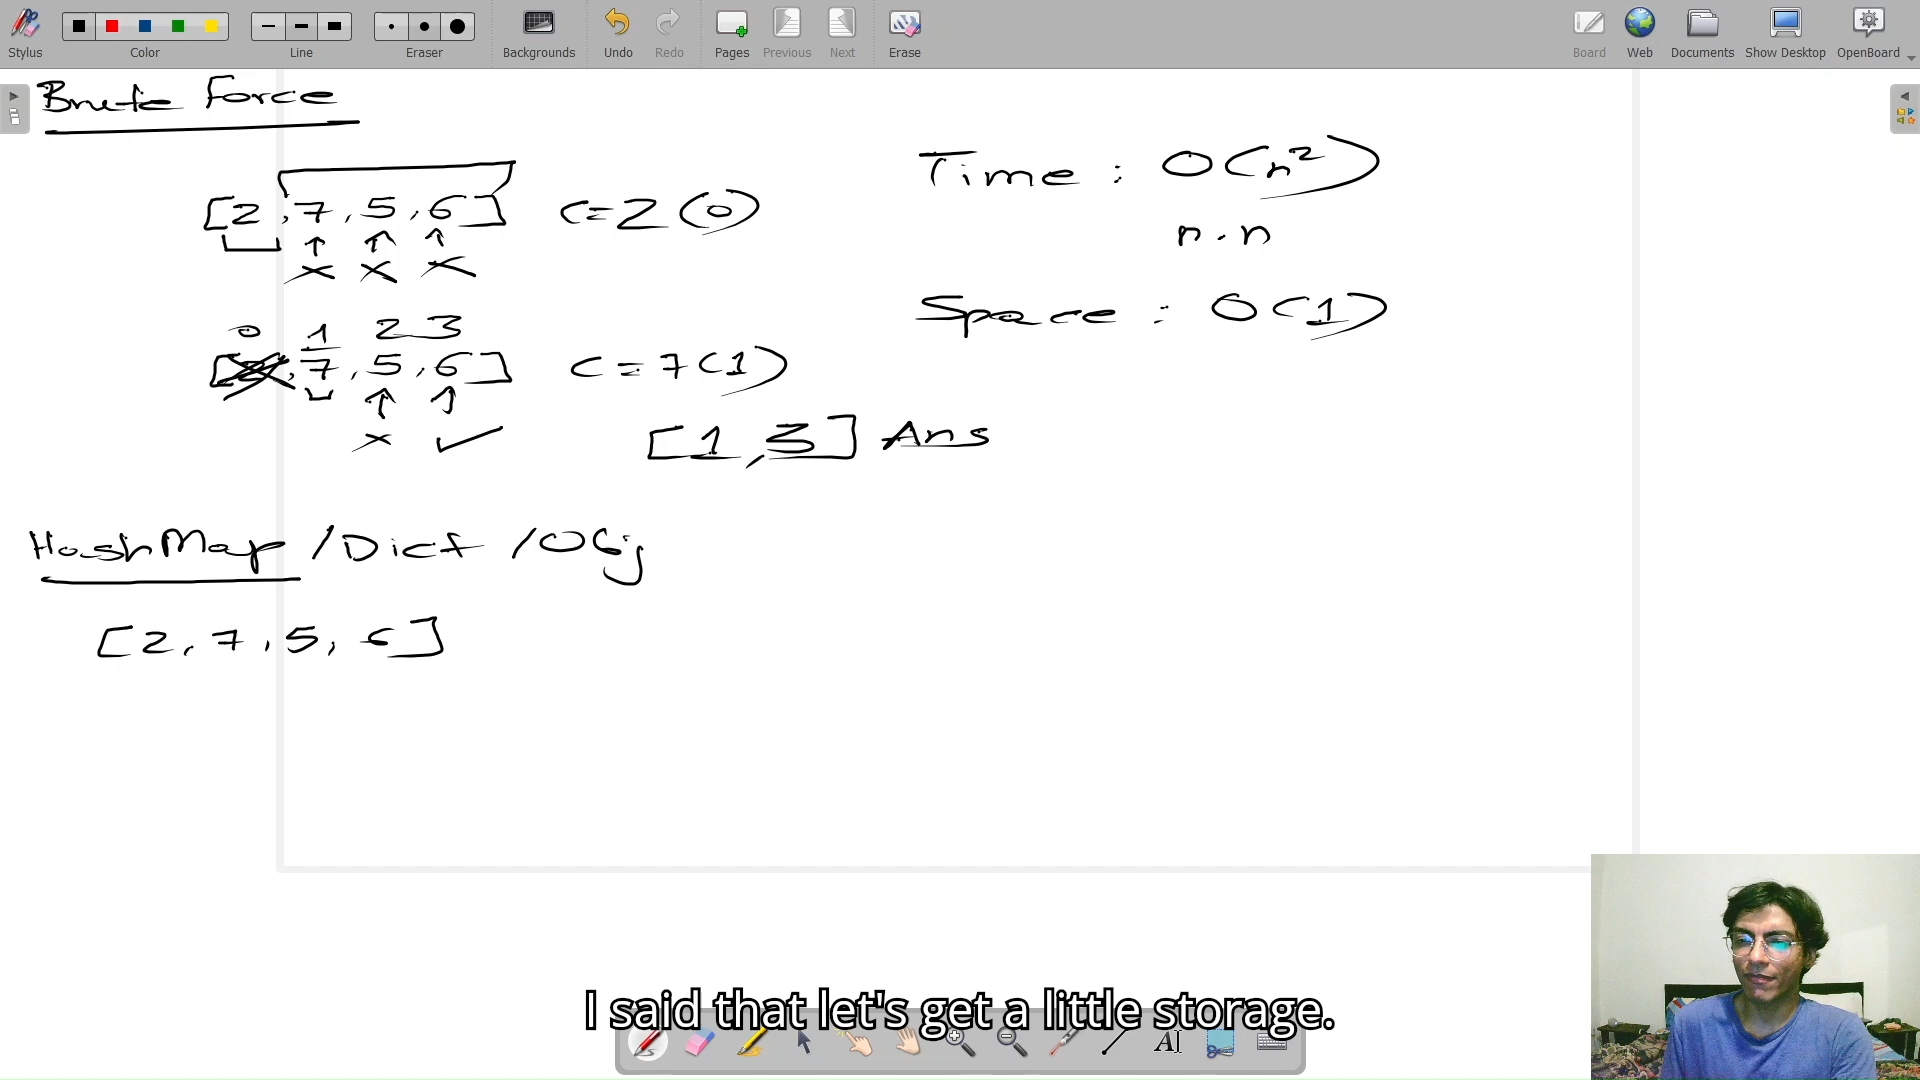 Stylus Color Line Eraser Backgrounds Undo Redo Pages Previous Next Erase Board Web Documents Show Desktop OpenBoard
Brute Force
[2,7,5,6] C=2(0)
0 1 2 3
,7,5,6] C=7(1)
[1,3] Ans
Time : O(n²)
n.n
Space : O(1)
HashMap /Dict /Obj
[2,7,5,6]
I said that let's get a little storage.